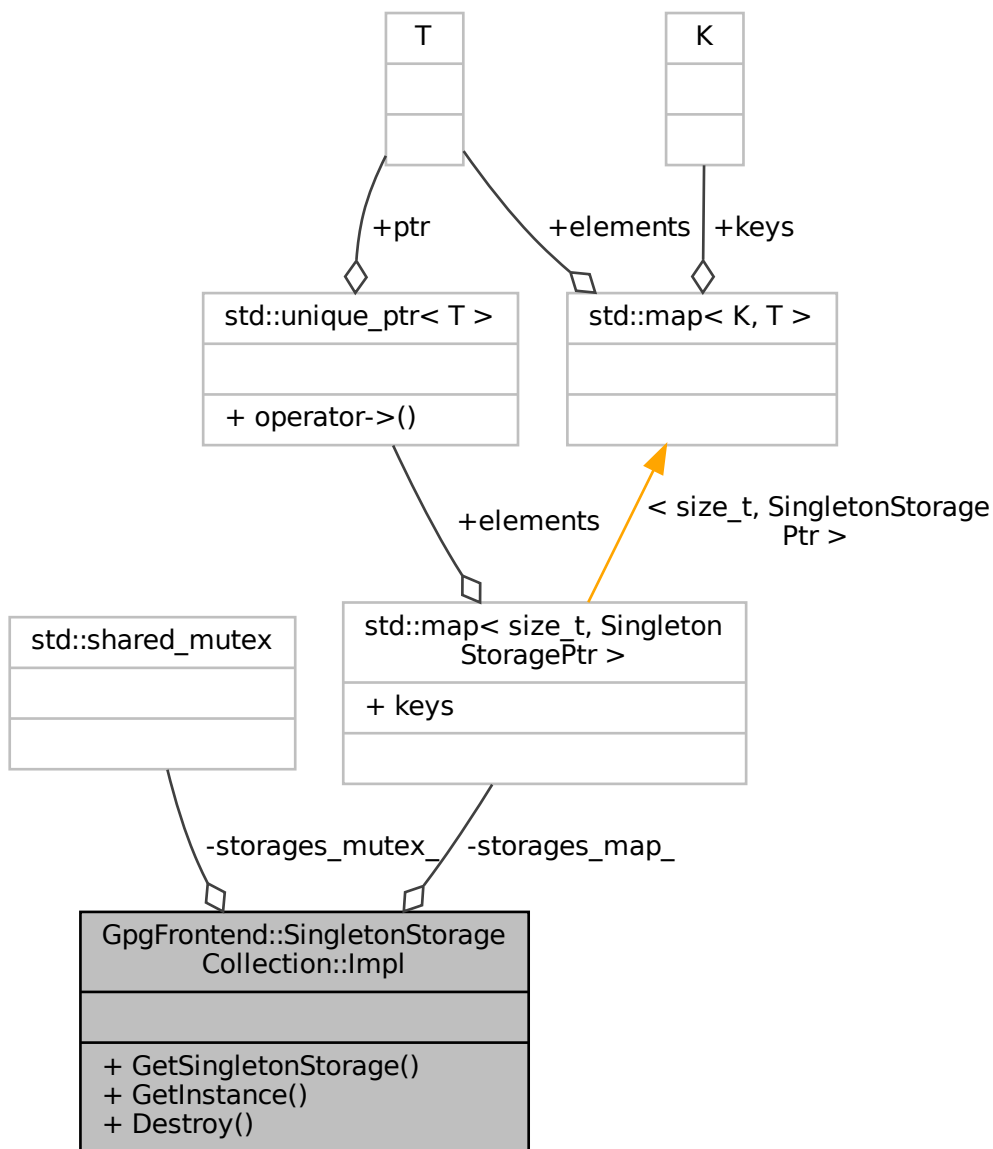 T
K
+ptr
+elements
+keys
std::unique_ptr< T >
+ operator->()
std::map< K, T >
+elements
< size_t, SingletonStorage
Ptr >
std::shared_mutex
std::map< size_t, Singleton
StoragePtr >
+ keys
-storages_mutex_
-storages_map_
GpgFrontend::SingletonStorage
Collection::Impl
+ GetSingletonStorage()
+ GetInstance()
+ Destroy()